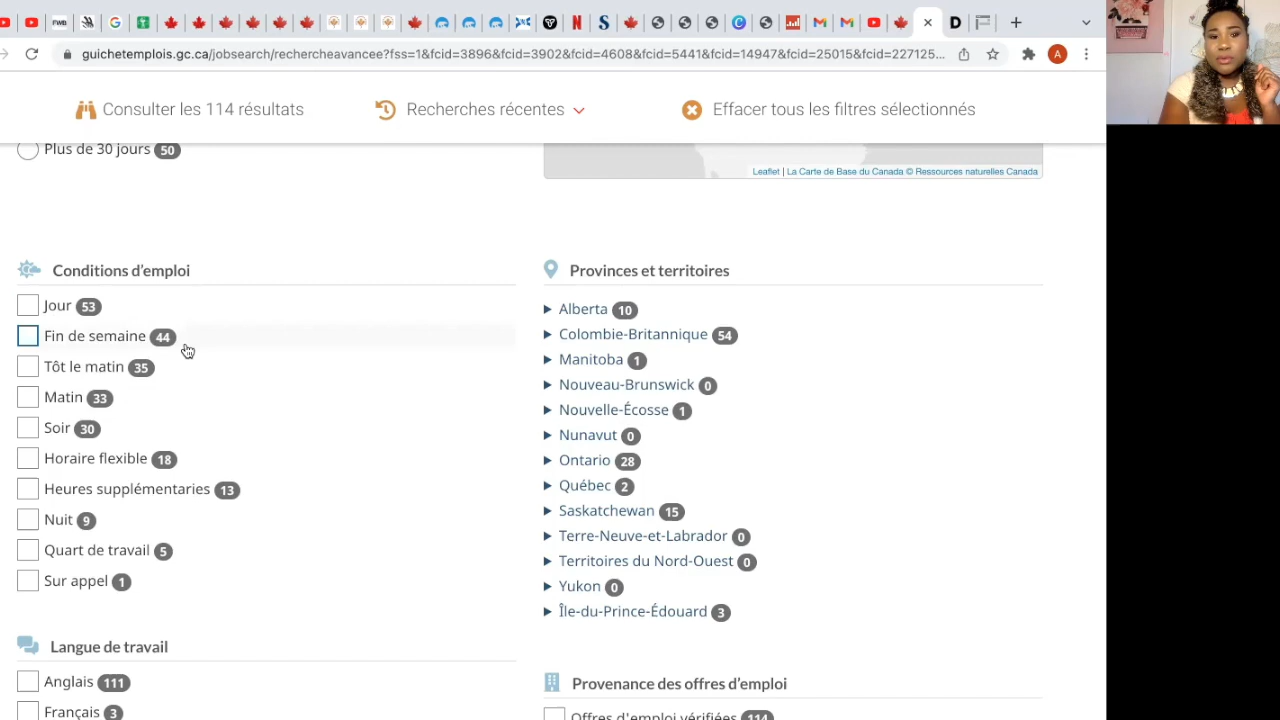 FWB
guichetemplois.gc.ca/jobsearch/rechercheavancee?fss=1&fcid=3896&fcid=3902&fcid=4608&fcid=5441&fcid=14947&fcid=25015&fcid=227125...
A
Consulter les 114 résultats
Recherches récentes
Effacer tous les filtres sélectionnés
Plus de 30 jours 50
Leaflet | La Carte de Base du Canada © Ressources naturelles Canada
Conditions d'emploi
Jour 53
Fin de semaine 44
Tôt le matin 35
Matin 33
Soir 30
Horaire flexible 18
Heures supplémentaries 13
Nuit 9
Quart de travail 5
Sur appel 1
Langue de travail
Anglais 111
Français 3
Provinces et territoires
Alberta 10
Colombie-Britannique 54
Manitoba 1
Nouveau-Brunswick 0
Nouvelle-Écosse 1
Nunavut 0
Ontario 28
Québec 2
Saskatchewan 15
Terre-Neuve-et-Labrador 0
Territoires du Nord-Ouest 0
Yukon 0
Île-du-Prince-Édouard 3
Provenance des offres d'emploi
Offres d'emploi vérifiées 114